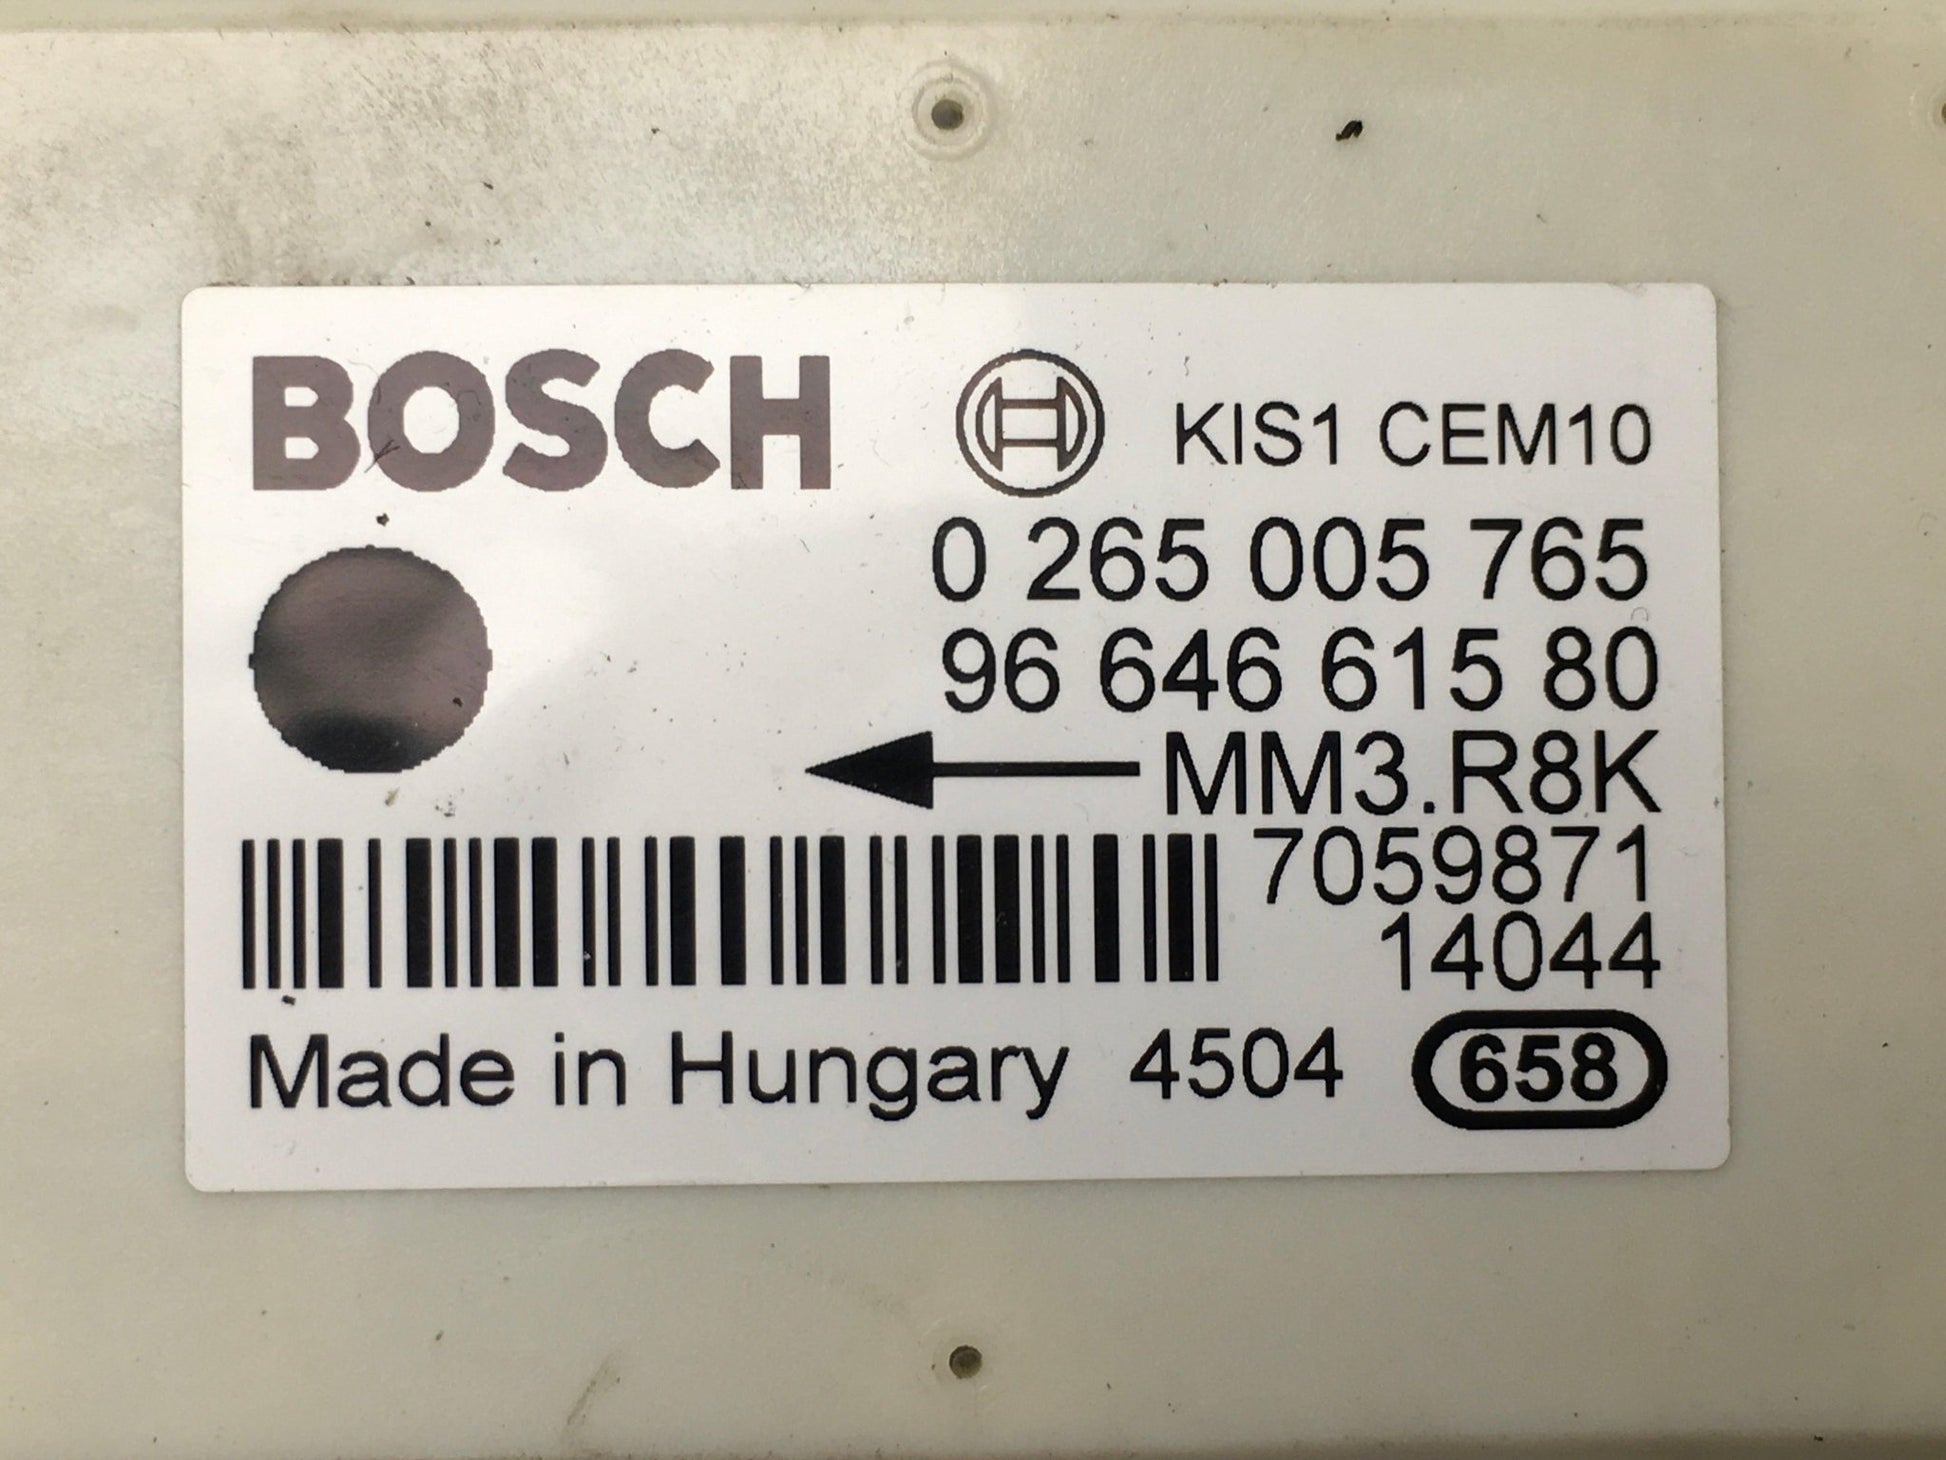 BOSCH KIS1 CEM10
0 265 005 765
96 646 615 80
MM3.R8K
7059871
14044
Made in Hungary 4504 658